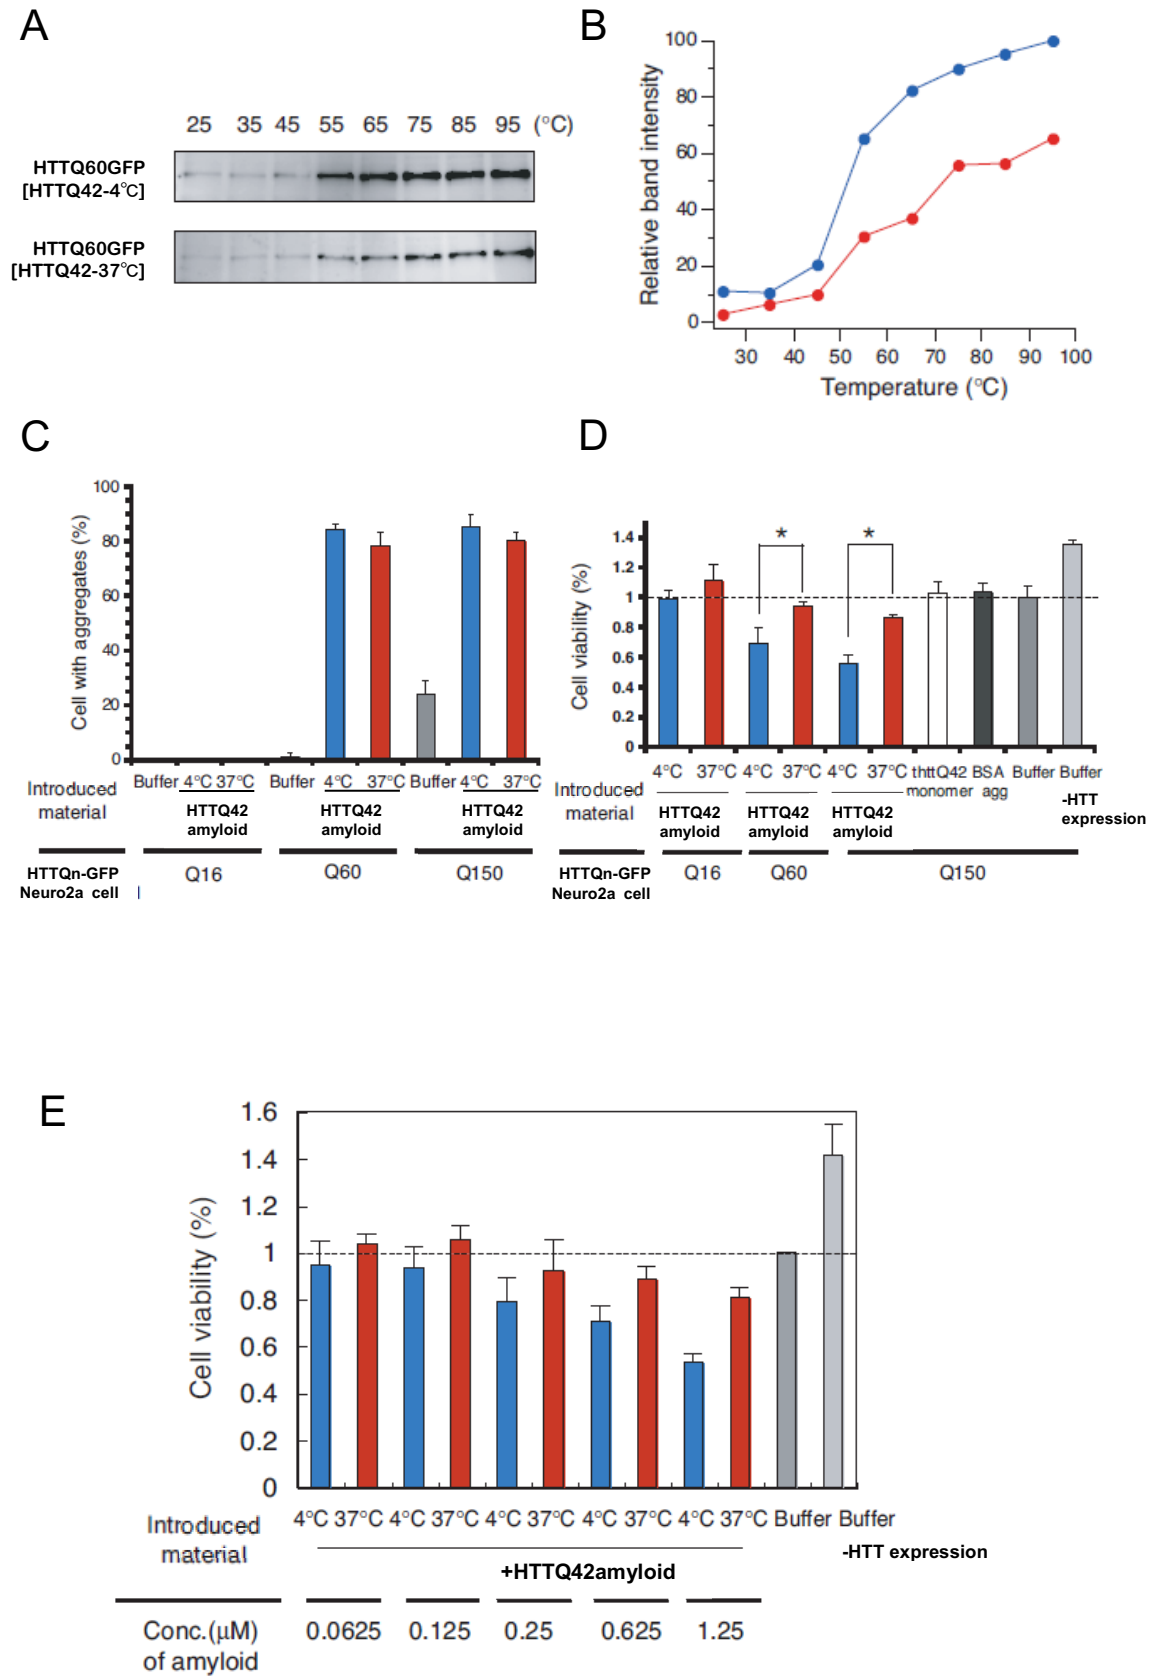 A
25 35 45 55 65 75 85 95 (°C)
HTTQ60GFP
[HTTQ42-4℃]
HTTQ60GFP
[HTTQ42-37℃]
B
Relative band intensity
100
80
60
40
20
0
30 40 50 60 70 80 90 100
Temperature (°C)
C
Cell with aggregates (%)
100
80
60
40
20
0
Introduced
material
Buffer 4°C 37°C Buffer 4°C 37°C Buffer 4°C 37°C
HTTQ42 HTTQ42 HTTQ42
amyloid amyloid amyloid
HTTQn-GFP
Neuro2a cell
Q16 Q60 Q150
D
Cell viability (%)
1.4
1.2
1
0.8
0.6
0.4
0.2
0
* *
Introduced
material
4°C 37°C 4°C 37°C 4°C 37°C thttQ42 BSA Buffer Buffer
monomer agg
HTTQ42 HTTQ42 HTTQ42
amyloid amyloid amyloid
-HTT
expression
HTTQn-GFP
Neuro2a cell
Q16 Q60 Q150
E
Cell viability (%)
1.6
1.4
1.2
1
0.8
0.6
0.4
0.2
0
Introduced
material
4°C 37°C 4°C 37°C 4°C 37°C 4°C 37°C 4°C 37°C Buffer Buffer
-HTT expression
+HTTQ42amyloid
Conc.(μM)
of amyloid
0.0625 0.125 0.25 0.625 1.25